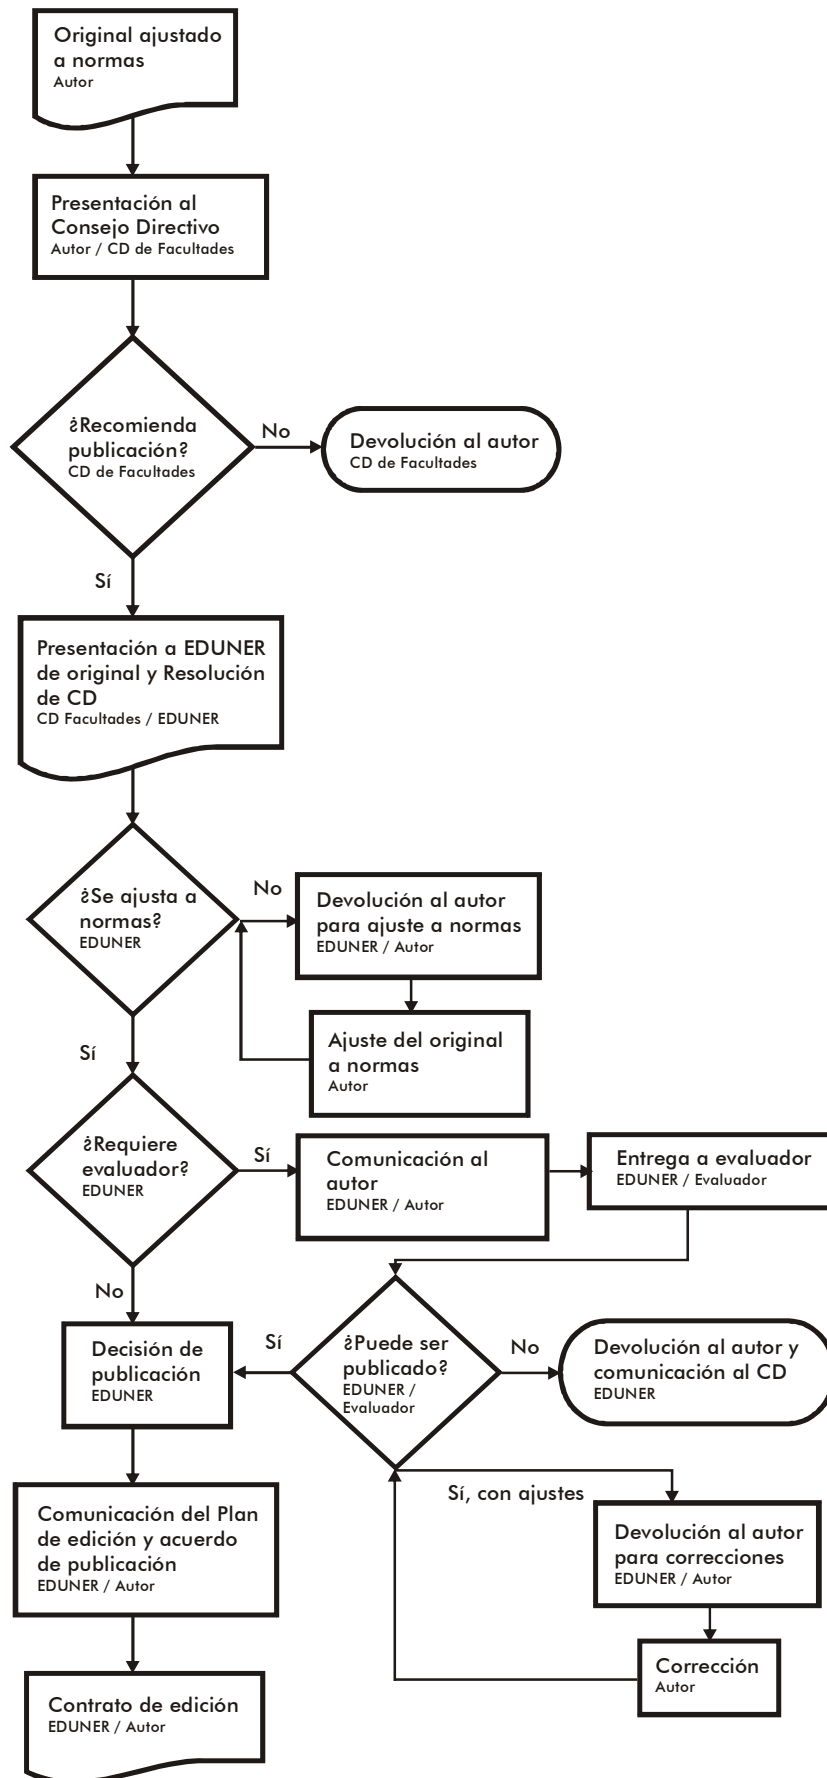 Original ajustado
a normas
Autor
Presentación al
Consejo Directivo
Autor / CD de Facultades
¿Recomienda
publicación?
CD de Facultades
No
Devolución al autor
CD de Facultades
Sí
Presentación a EDUNER
de original y Resolución
de CD
CD Facultades / EDUNER
¿Se ajusta a
normas?
EDUNER
No
Devolución al autor
para ajuste a normas
EDUNER / Autor
Ajuste del original
a normas
Autor
Sí
¿Requiere
evaluador?
EDUNER
Sí
Comunicación al
autor
EDUNER / Autor
Entrega a evaluador
EDUNER / Evaluador
No
Decisión de
publicación
EDUNER
Sí
¿Puede ser
publicado?
EDUNER /
Evaluador
No
Devolución al autor y
comunicación al CD
EDUNER
Sí, con ajustes
Devolución al autor
para correcciones
EDUNER / Autor
Corrección
Autor
Comunicación del Plan
de edición y acuerdo
de publicación
EDUNER / Autor
Contrato de edición
EDUNER / Autor